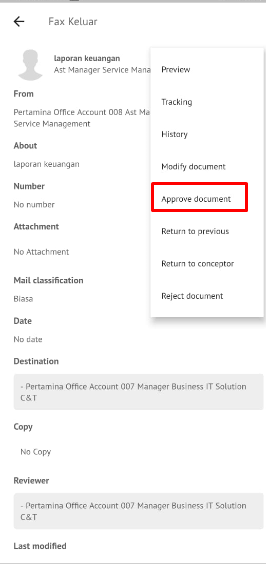 Fax Keluar
laporan keuangan
Ast Manager Service Mana
From
Pertamina Office Account 008 Ast Ma
Service Management
About
laporan keuangan
Number
No number
Attachment
No Attachment
Mail classification
Biasa
Date
No date
Destination
- Pertamina Office Account 007 Manager Business IT Solution
C&T
Copy
No Copy
Reviewer
- Pertamina Office Account 007 Manager Business IT Solution
C&T
Last modified
Preview
Tracking
History
Modify document
Approve document
Return to previous
Return to conceptor
Reject document